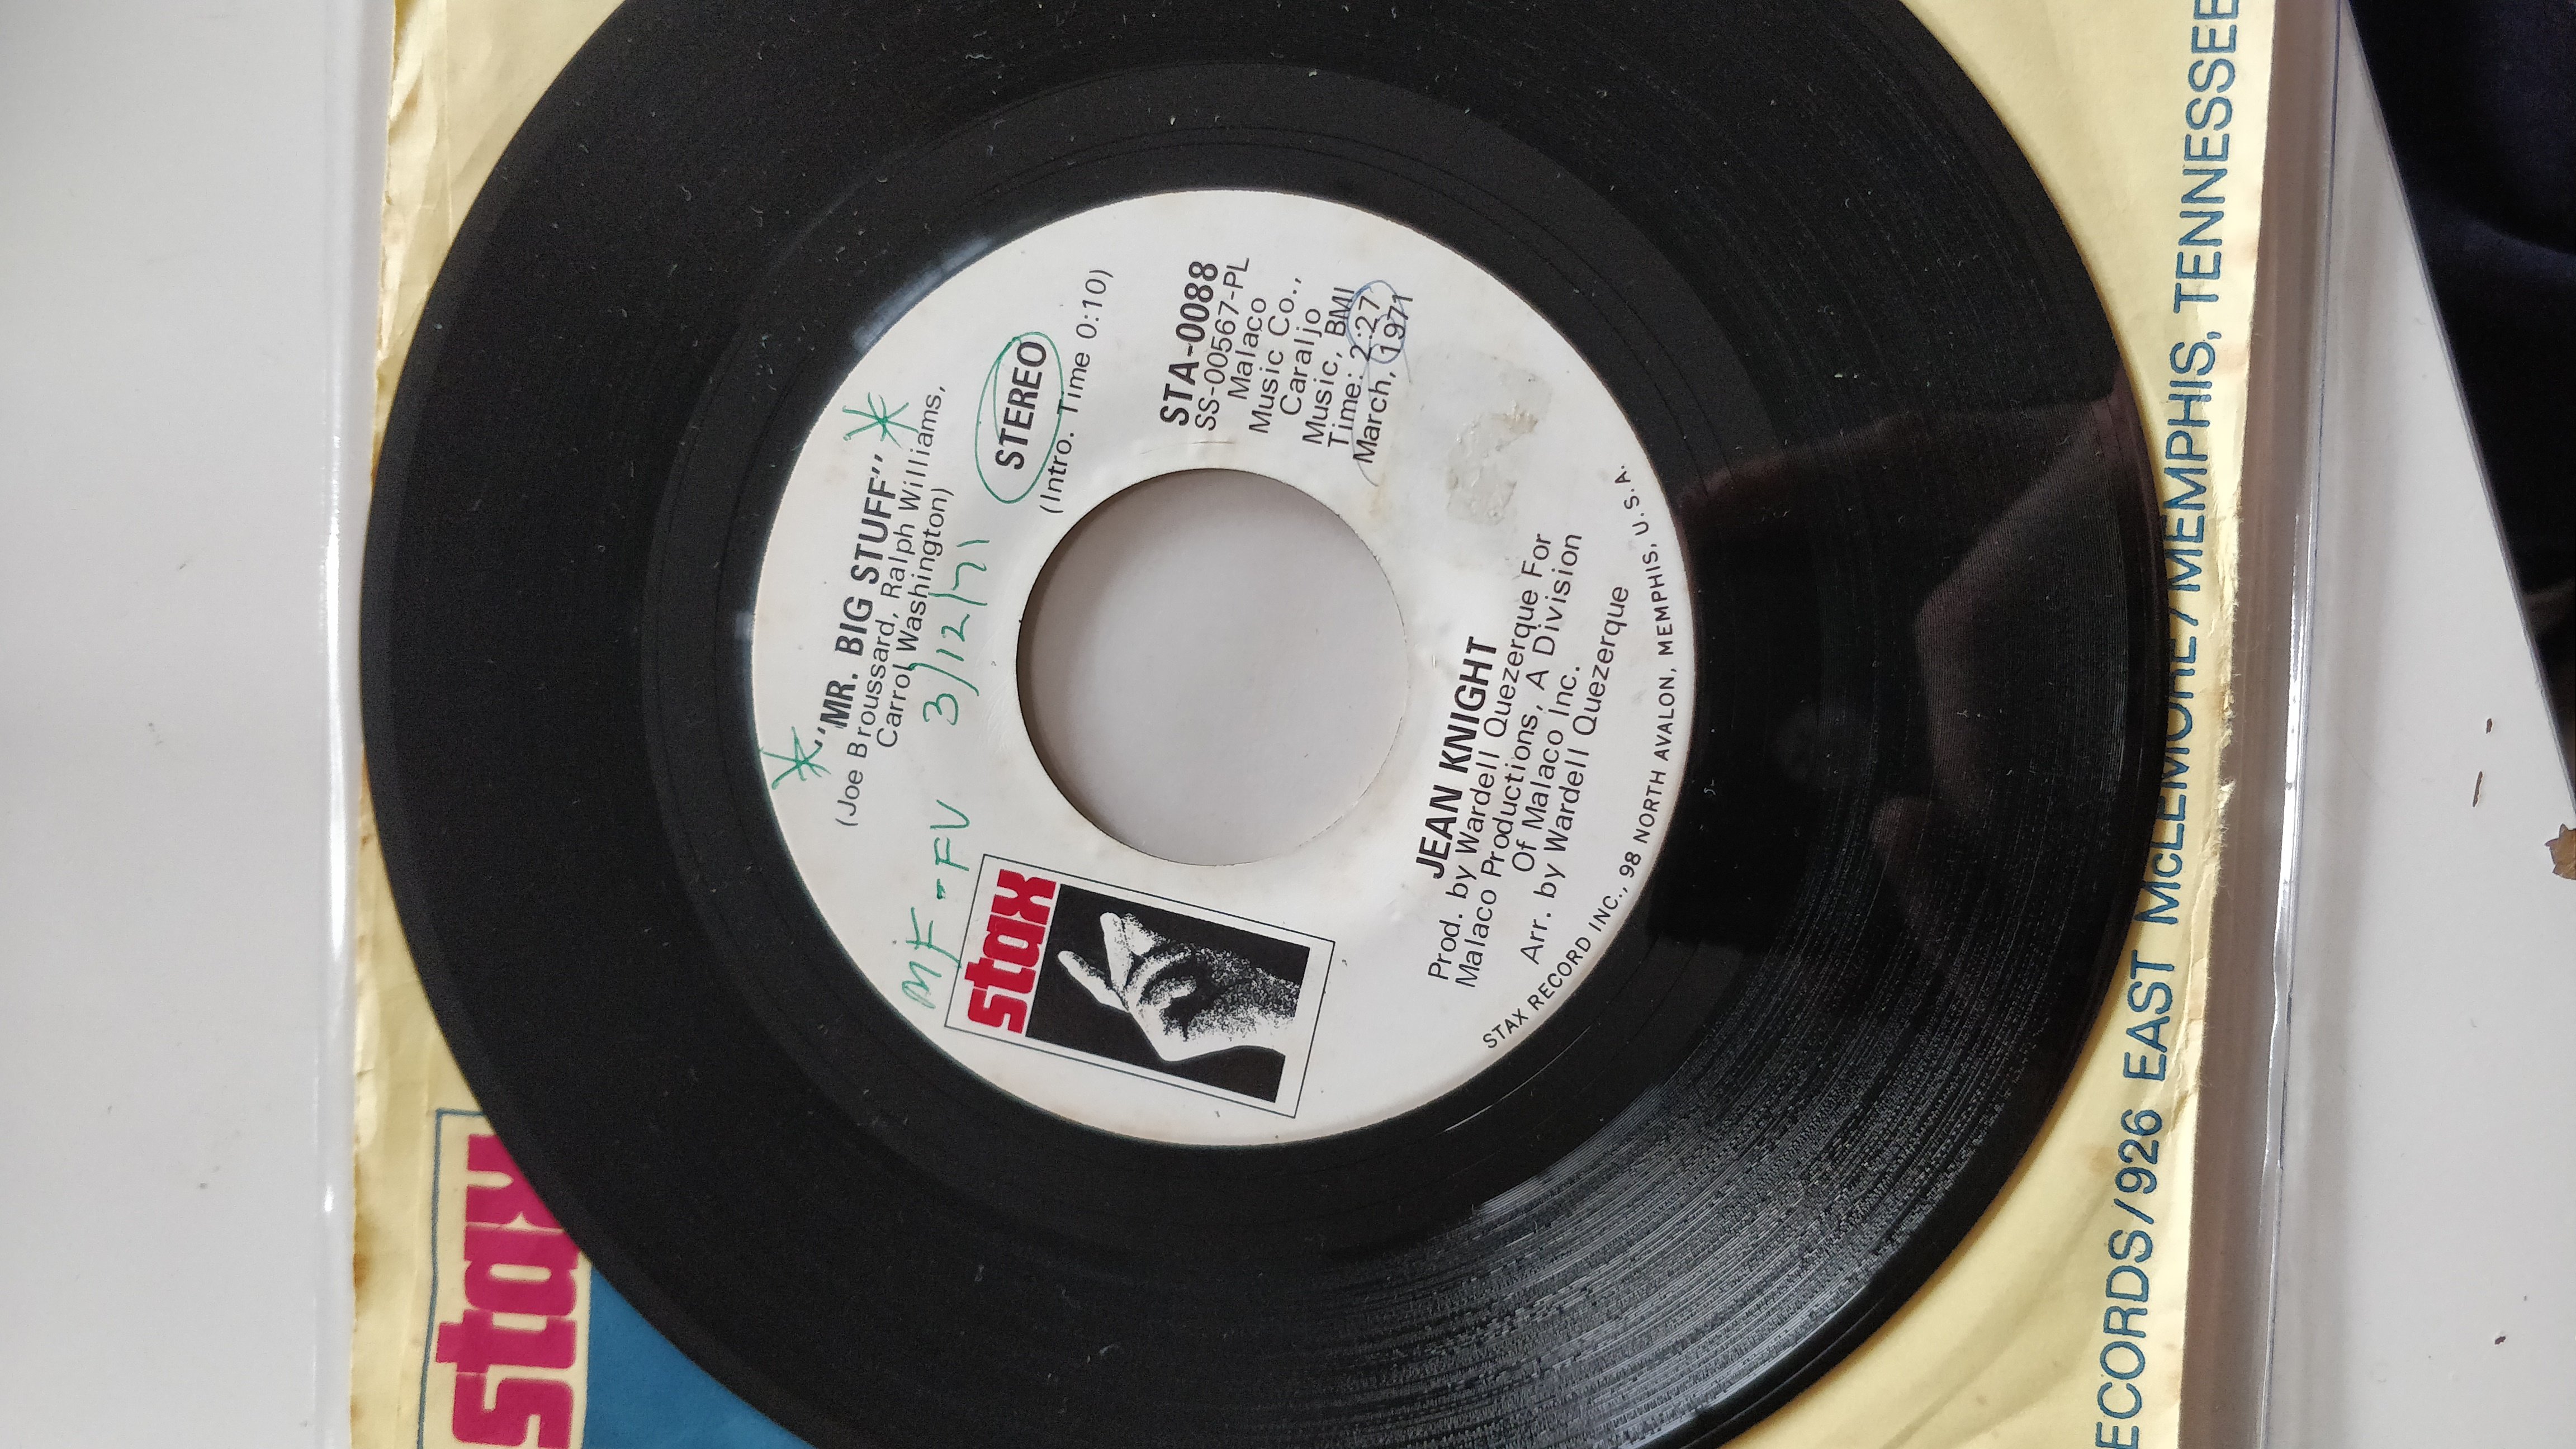 * "MR. BIG STUFF" *
(Joe Broussard, Ralph Williams,
Carrol Washington)
MF-FV 3/12/71
STEREO
(Intro. Time 0:10)
stax
STA-0088
SS-00567-PL
Malaco
Music Co.,
Caraljo
Music, BMI
Time: 2:27
March, 1971
JEAN KNIGHT
Prod. by Wardell Quezerque For
Malaco Productions, A Division
Of Malaco Inc.
Arr. by Wardell Quezerque
STAX RECORD INC., 98 NORTH AVALON, MEMPHIS, U.S.A.
stax
ECORDS/926 EAST McLEMORE/MEMPHIS, TENNESSEE